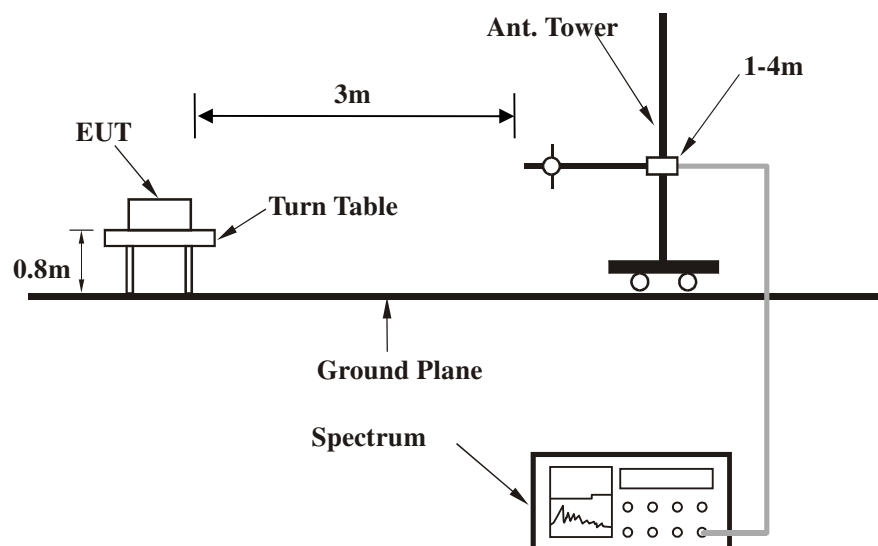 Ant. Tower
1-4m
3m
EUT
Turn Table
0.8m
Ground Plane
Spectrum